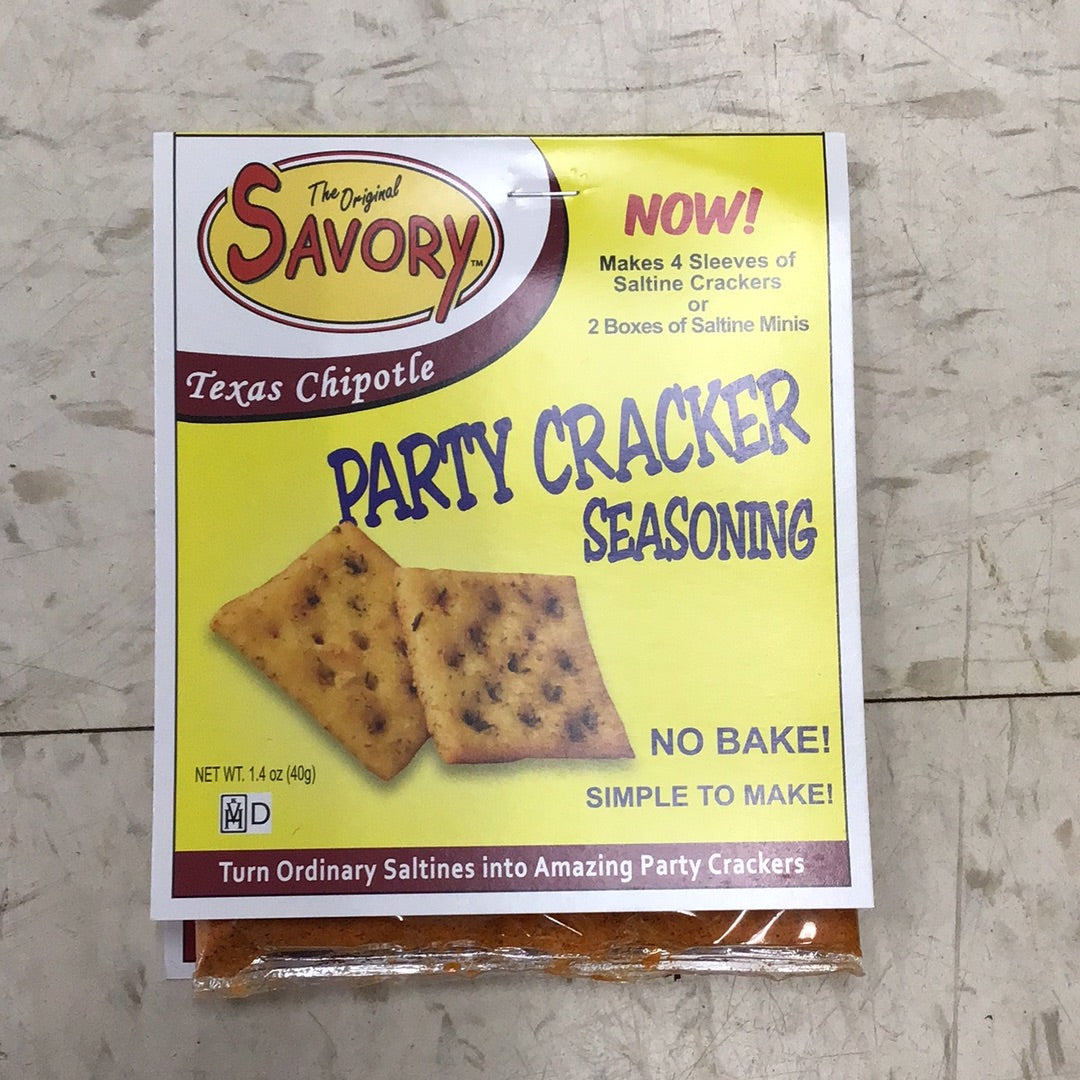 The Original
SAVORY™
Texas Chipotle
NOW!
Makes 4 Sleeves of
Saltine Crackers
or
2 Boxes of Saltine Minis
PARTY CRACKER
SEASONING
NO BAKE!
SIMPLE TO MAKE!
NET WT. 1.4 oz (40g)
D
Turn Ordinary Saltines into Amazing Party Crackers